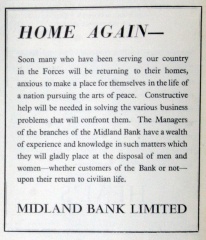 HOME AGAIN—
Soon many who have been serving our country
in the Forces will be returning to their homes,
anxious to make a place for themselves in the life of
a nation pursuing the arts of peace. Constructive
help will be needed in solving the various business
problems that will confront them. The Managers
of the branches of the Midland Bank have a wealth
of experience and knowledge in such matters which
they will gladly place at the disposal of men and
women—whether customers of the Bank or not—
upon their return to civilian life.
MIDLAND BANK LIMITED